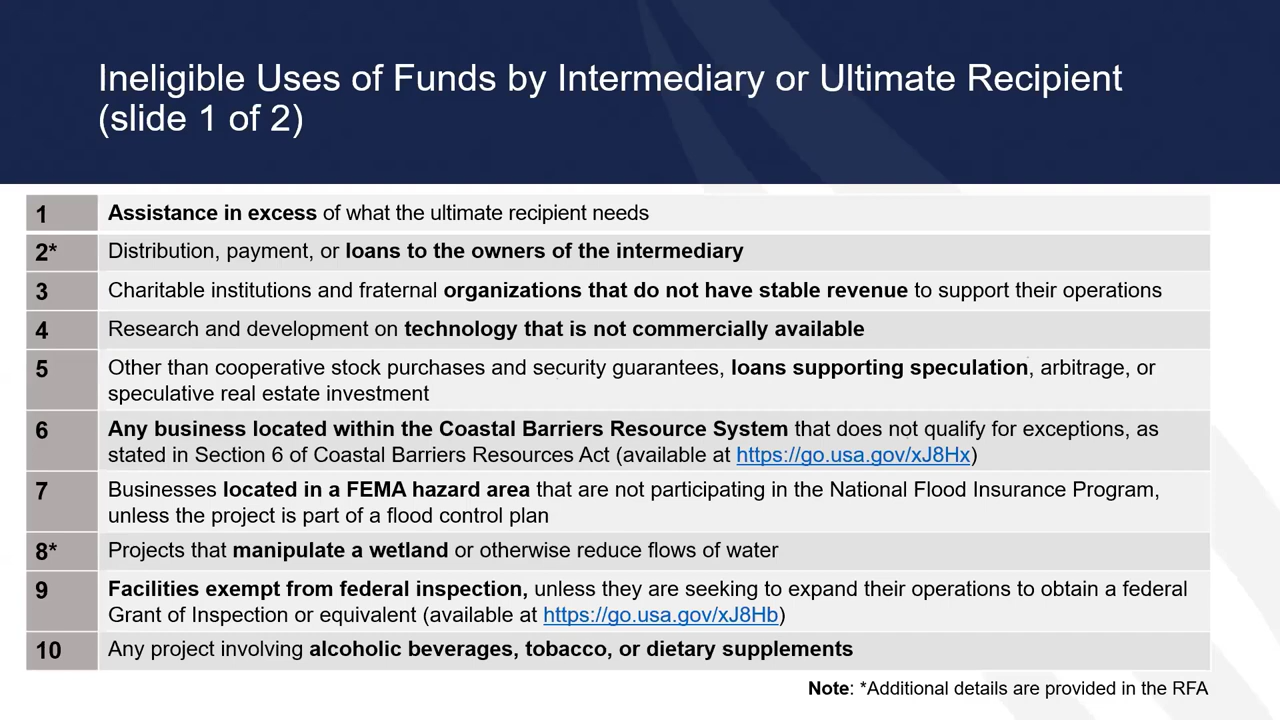 Ineligible Uses of Funds by Intermediary or Ultimate Recipient
(slide 1 of 2)
1 Assistance in excess of what the ultimate recipient needs
2* Distribution, payment, or loans to the owners of the intermediary
3 Charitable institutions and fraternal organizations that do not have stable revenue to support their operations
4 Research and development on technology that is not commercially available
5 Other than cooperative stock purchases and security guarantees, loans supporting speculation, arbitrage, or
speculative real estate investment
6 Any business located within the Coastal Barriers Resource System that does not qualify for exceptions, as
stated in Section 6 of Coastal Barriers Resources Act (available at https://go.usa.gov/xJ8Hx)
7 Businesses located in a FEMA hazard area that are not participating in the National Flood Insurance Program,
unless the project is part of a flood control plan
8* Projects that manipulate a wetland or otherwise reduce flows of water
9 Facilities exempt from federal inspection, unless they are seeking to expand their operations to obtain a federal
Grant of Inspection or equivalent (available at https://go.usa.gov/xJ8Hb)
10 Any project involving alcoholic beverages, tobacco, or dietary supplements
Note: *Additional details are provided in the RFA